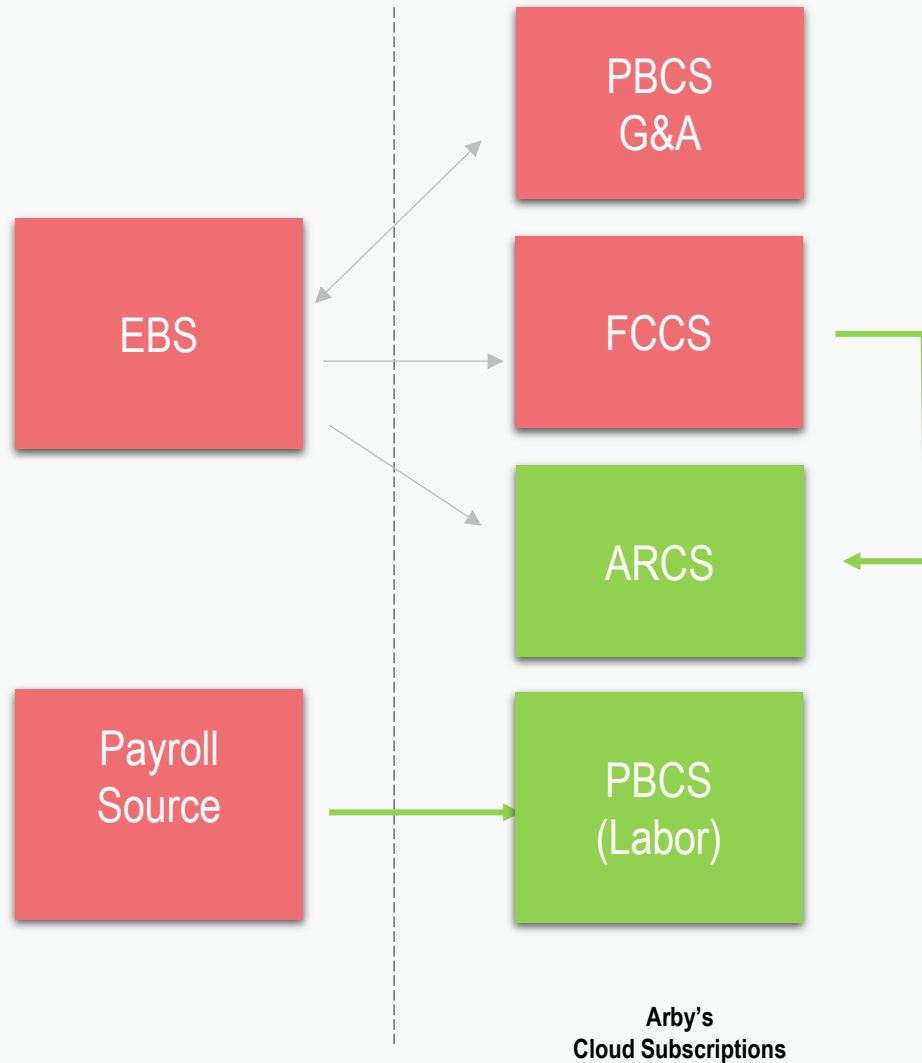 PBCS
G&A
EBS
FCCS
ARCS
Payroll
Source
PBCS
(Labor)
Arby's
Cloud Subscriptions